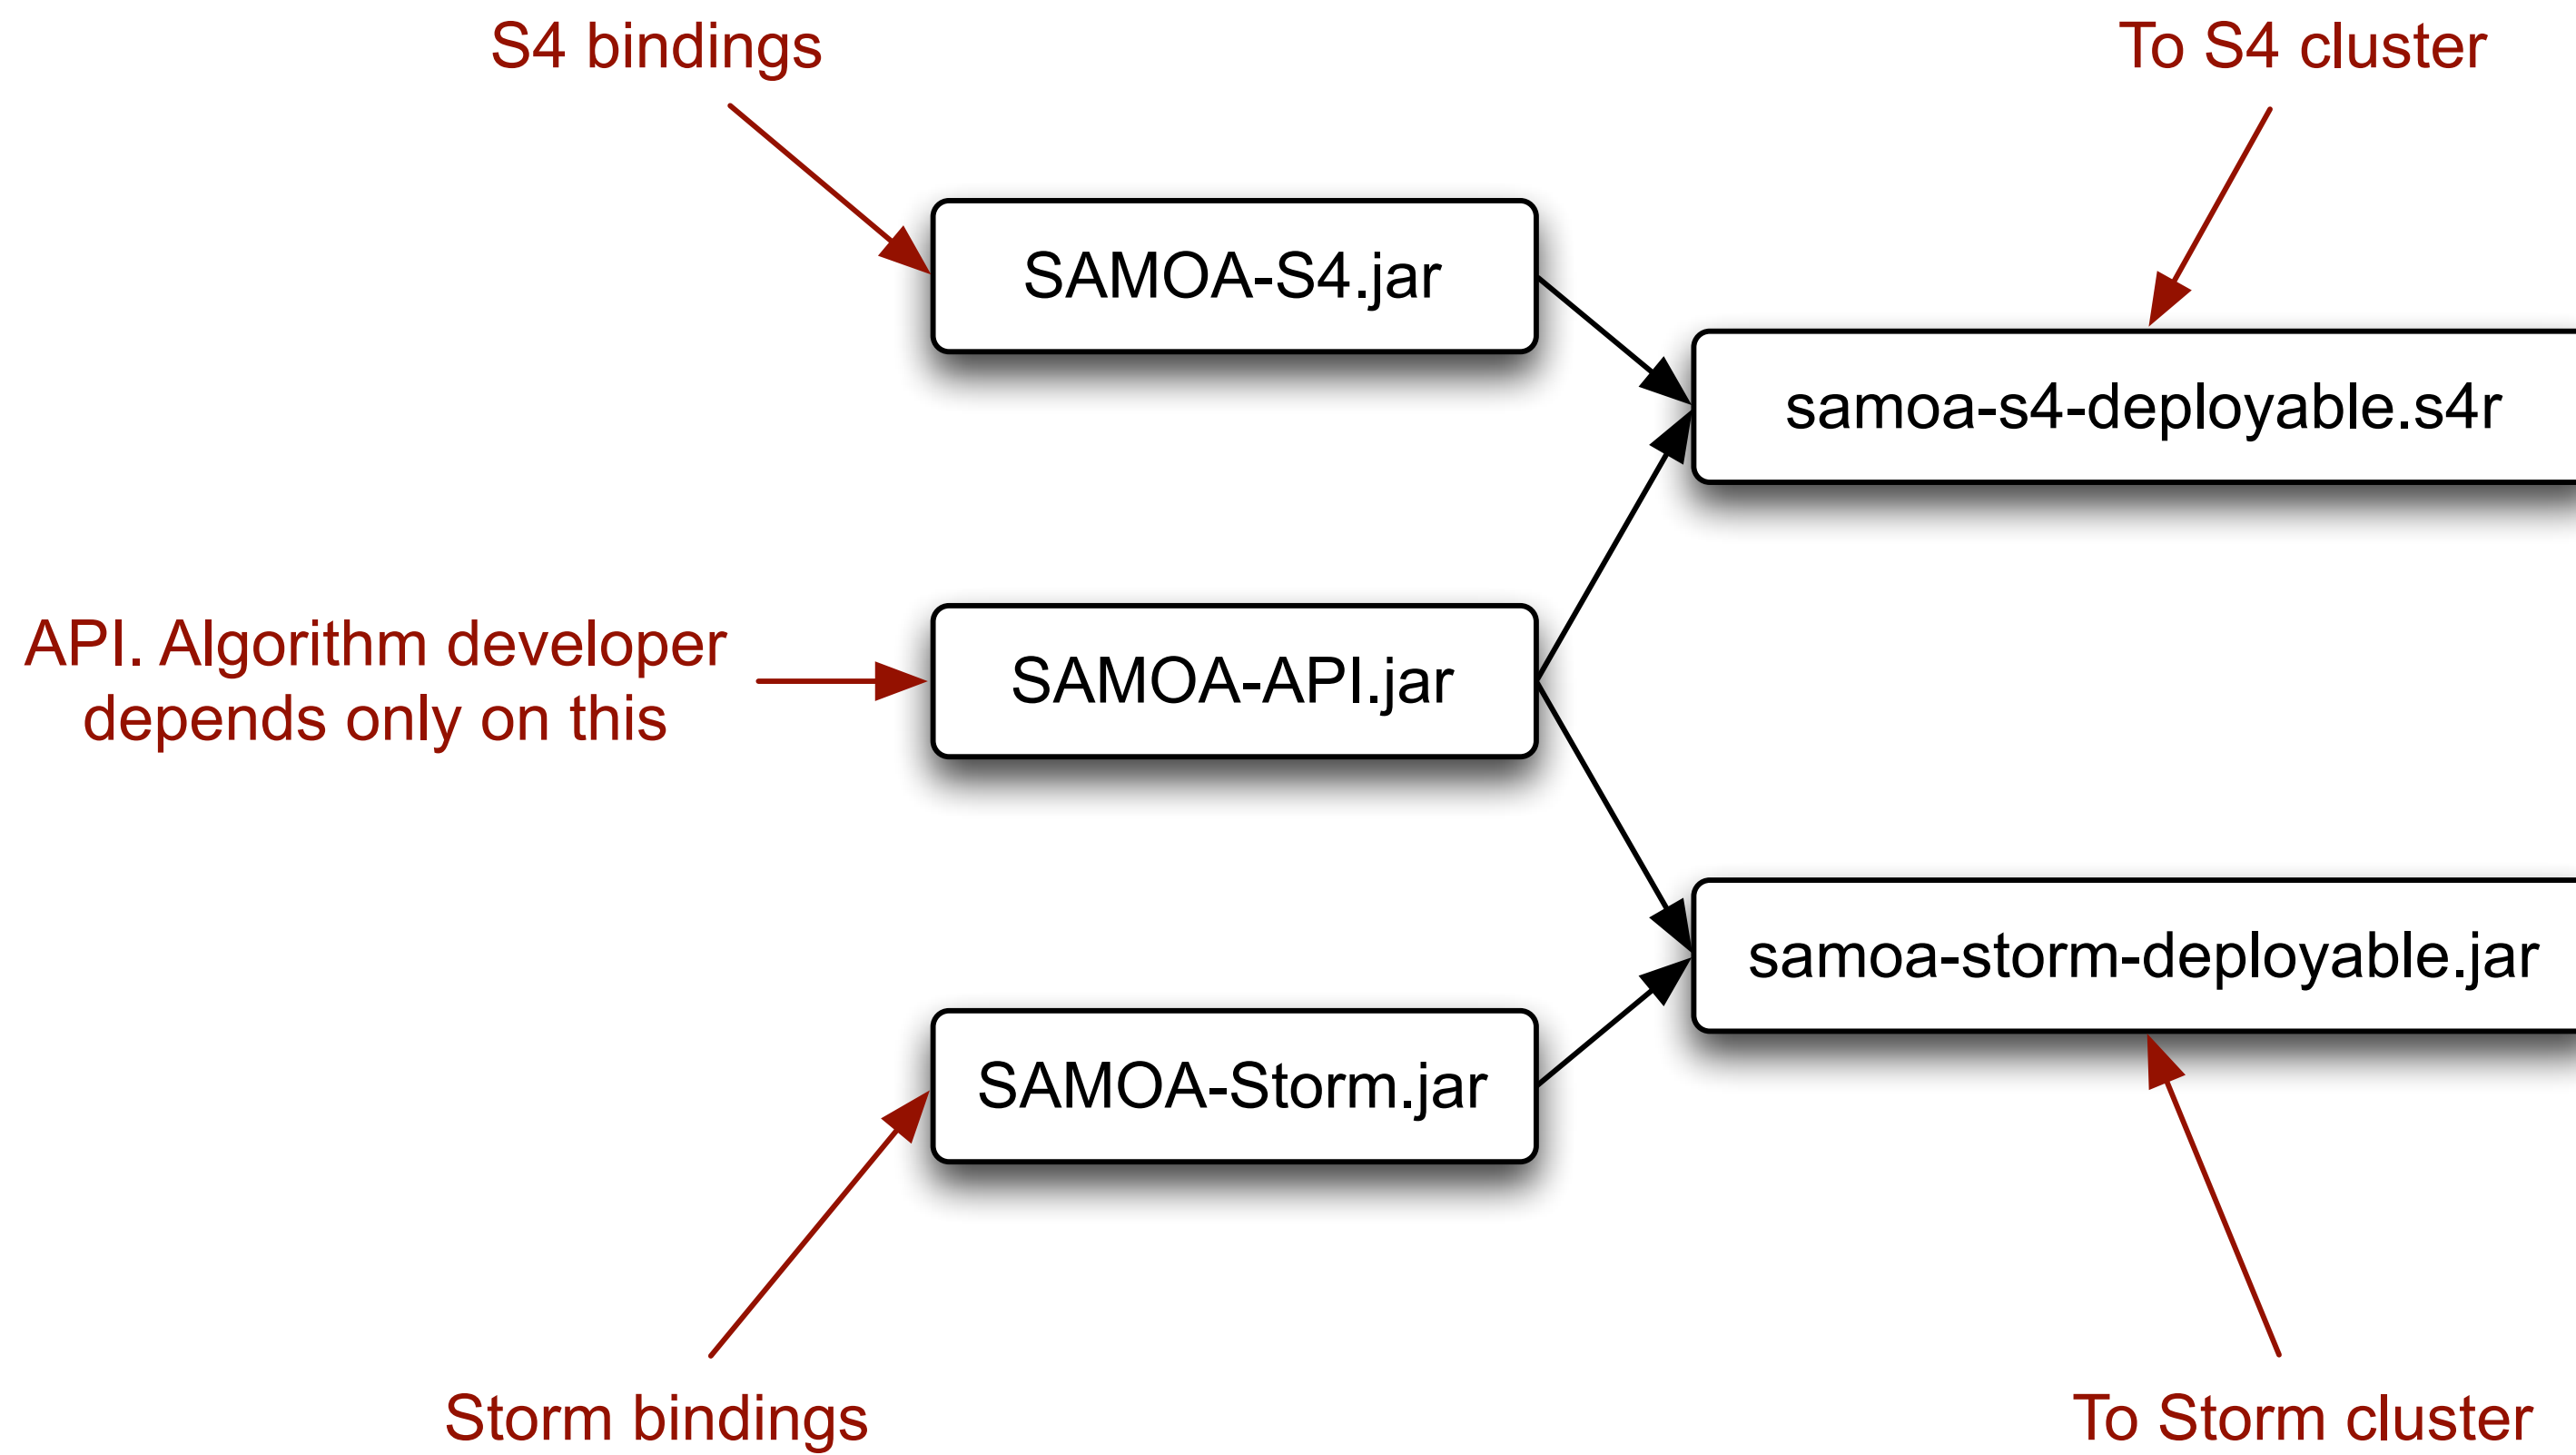 S4 bindings
To S4 cluster
SAMOA-S4.jar
samoa-s4-deployable.s4r
API. Algorithm developer
depends only on this
SAMOA-API.jar
samoa-storm-deployable.jar
SAMOA-Storm.jar
Storm bindings
To Storm cluster